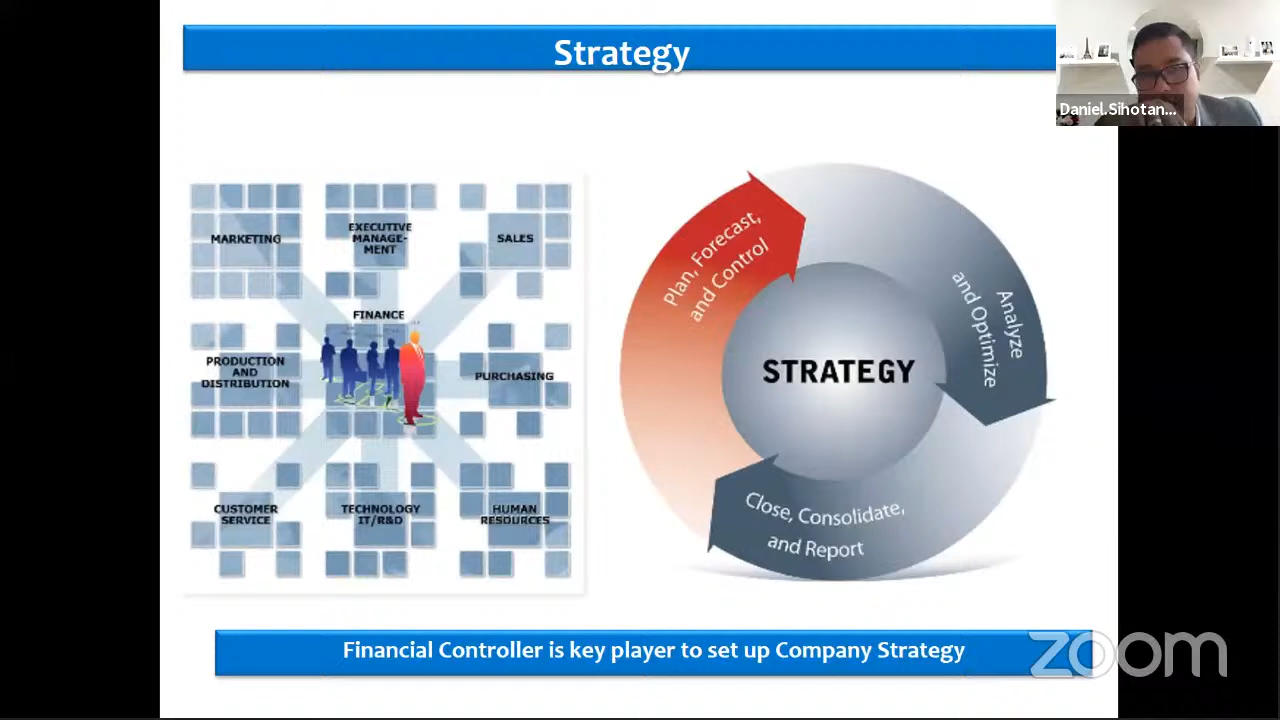 Strategy
Daniel.Sihotan...
MARKETING
EXECUTIVE
MANAGE-
MENT
SALES
FINANCE
PRODUCTION
AND
DISTRIBUTION
PURCHASING
CUSTOMER
SERVICE
TECHNOLOGY
IT/R&D
HUMAN
RESOURCES
Plan, Forecast,
and Control
Analyze
and Optimize
STRATEGY
Close, Consolidate,
and Report
Financial Controller is key player to set up Company Strategy
zoom